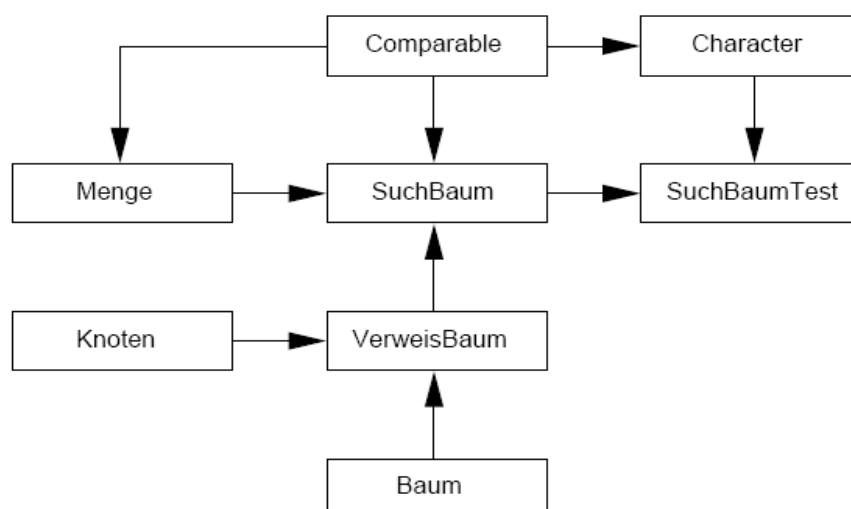 Comparable
Character
Menge
SuchBaum
SuchBaumTest
Knoten
VerweisBaum
Baum